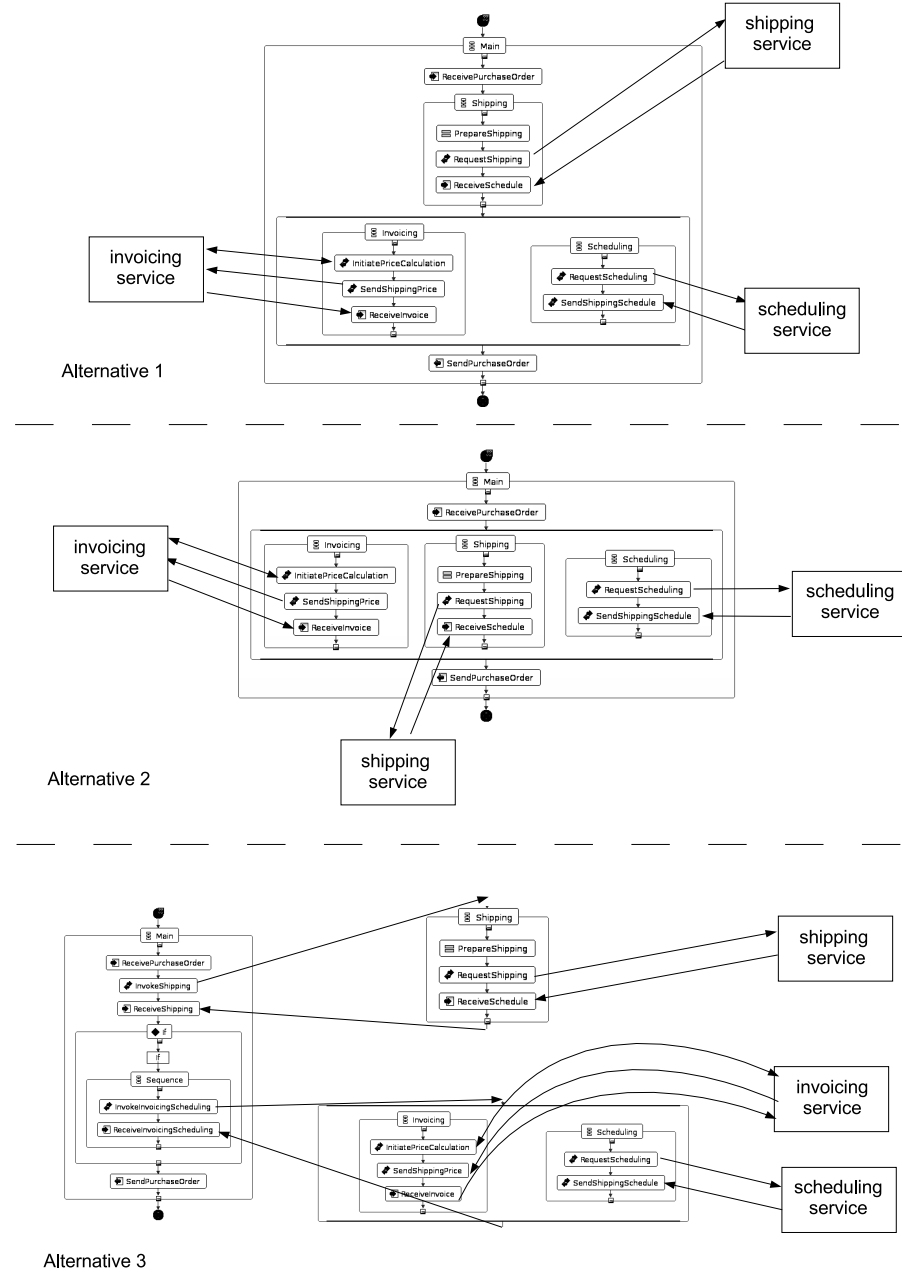 shipping
service
Main
ReceivePurchaseOrder
Shipping
PrepareShipping
RequestShipping
ReceiveSchedule
Invoicing
InitiatePriceCalculation
SendShippingPrice
ReceiveInvoice
invoicing
service
Scheduling
RequestScheduling
SendShippingSchedule
scheduling
service
SendPurchaseOrder
Alternative 1
Main
ReceivePurchaseOrder
invoicing
service
Invoicing
InitiatePriceCalculation
SendShippingPrice
ReceiveInvoice
Shipping
PrepareShipping
RequestShipping
ReceiveSchedule
Scheduling
RequestScheduling
SendShippingSchedule
scheduling
service
SendPurchaseOrder
shipping
service
Alternative 2
Main
ReceivePurchaseOrder
InvokeShipping
ReceiveShipping
If
If
Sequence
InvokeInvoicingScheduling
ReceiveInvoicingScheduling
SendPurchaseOrder
Shipping
PrepareShipping
RequestShipping
ReceiveSchedule
shipping
service
invoicing
service
Invoicing
InitiatePriceCalculation
SendShippingPrice
ReceiveInvoice
Scheduling
RequestScheduling
SendShippingSchedule
scheduling
service
Alternative 3